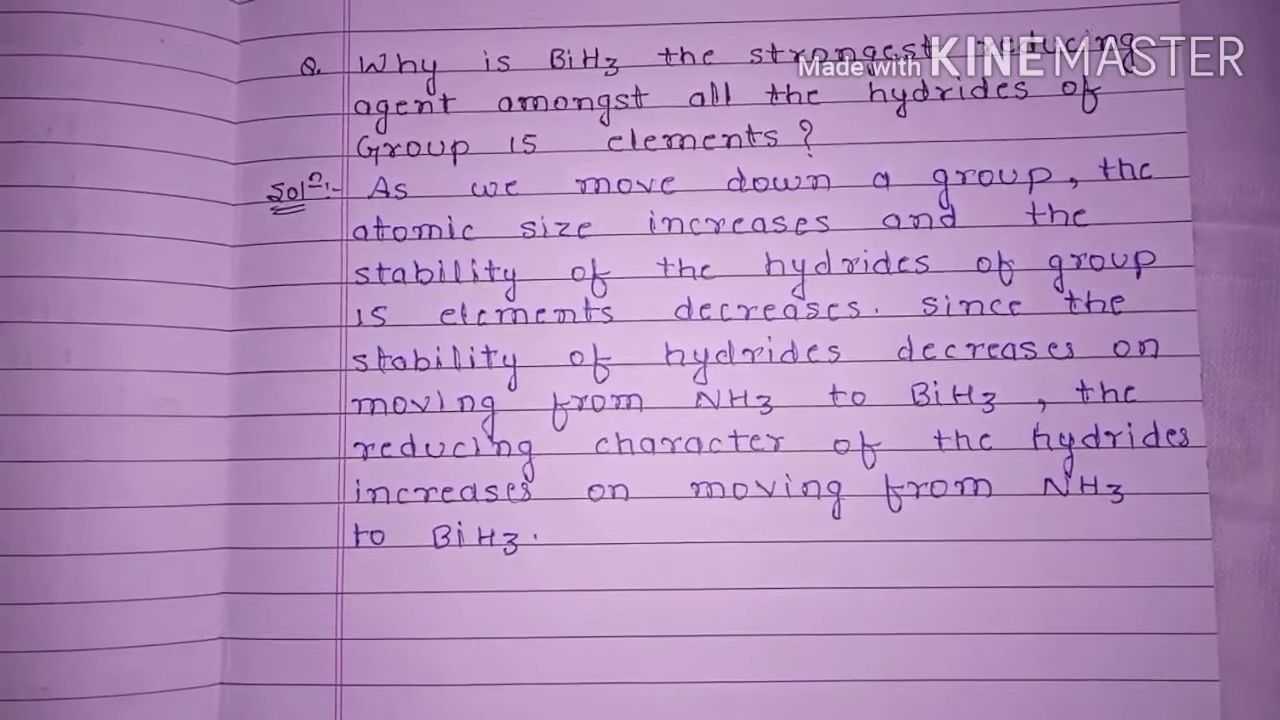 Q. Why is BiH3 the strongest reducing
Made with KINEMASTER
agent amongst all the hydrides of
Group 15 elements?
Solⁿ:- As we move down a group, the
atomic size increases and the
stability of the hydrides of group
15 elements decreases. since the
stability of hydrides decreases on
moving from NH3 to BiH3, the
reducing character of the hydrides
increases on moving from NH3
to BiH3.